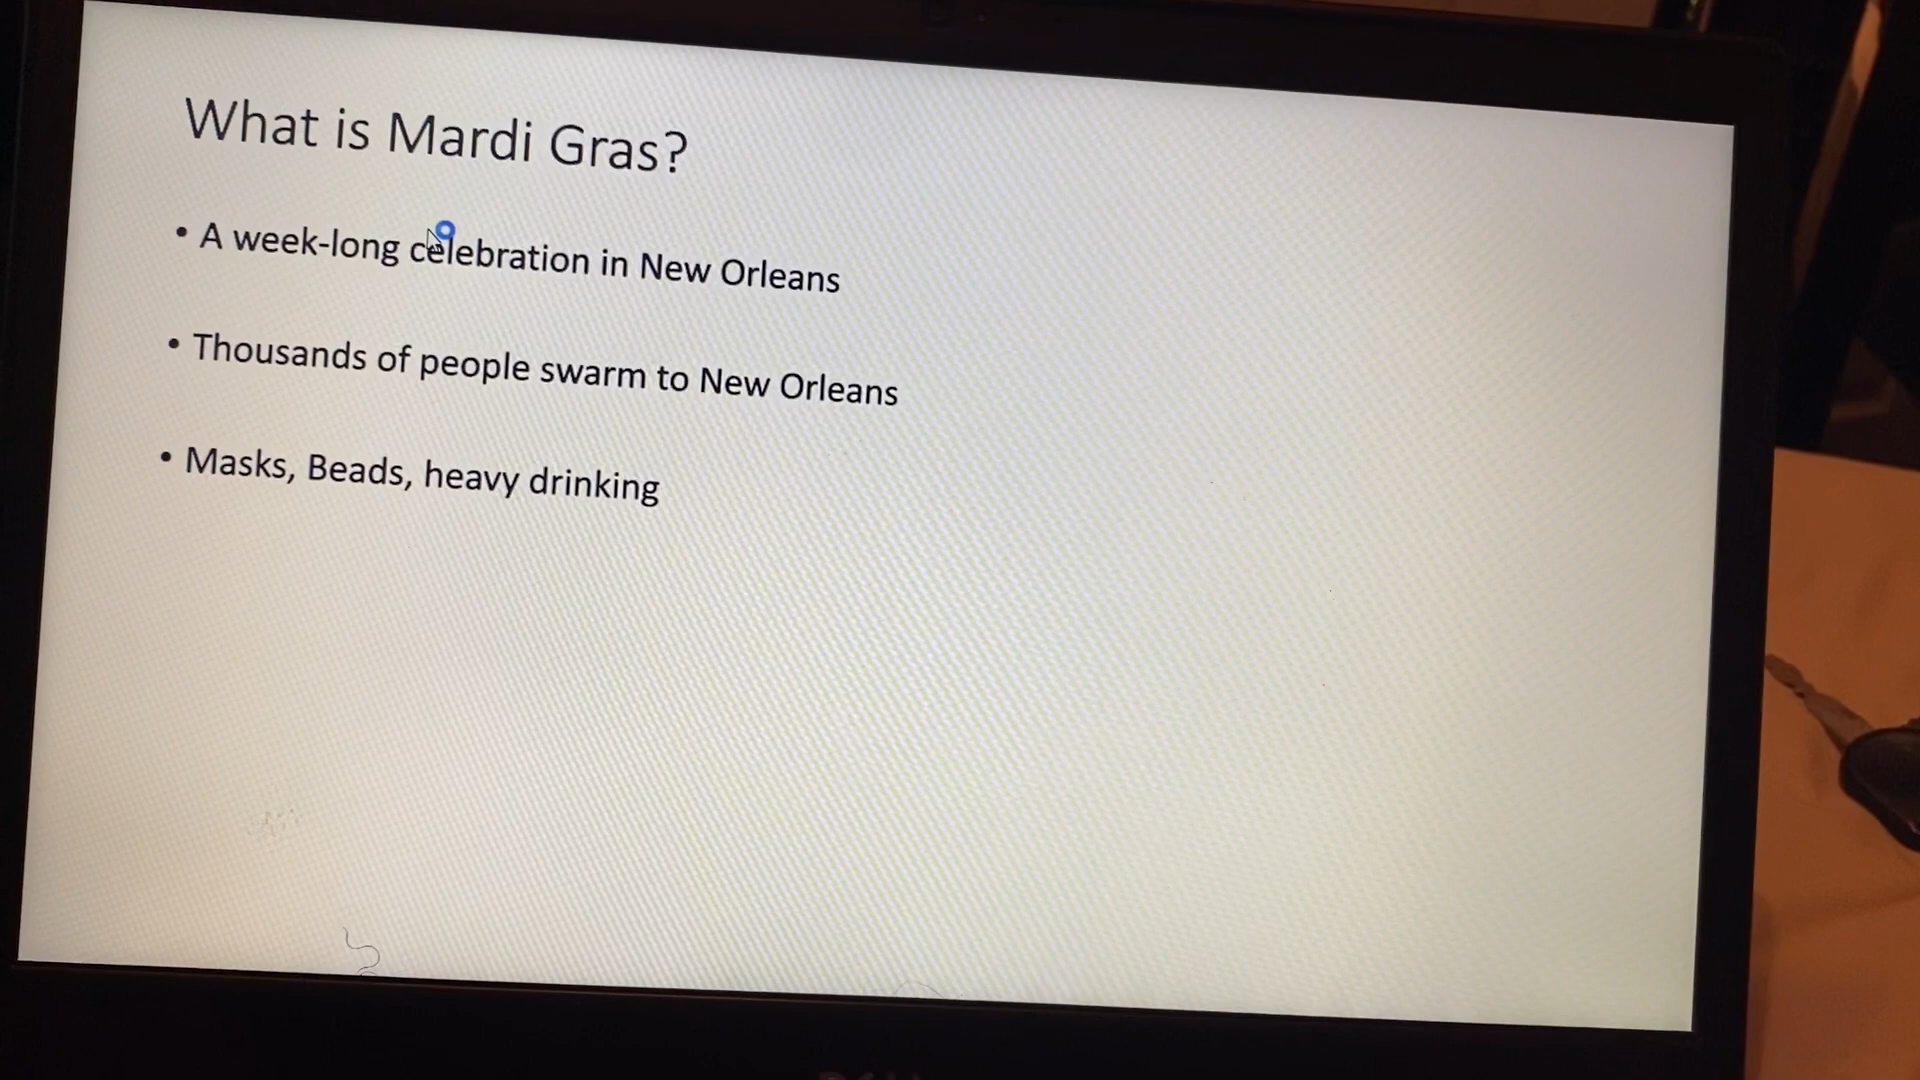 What is Mardi Gras?
• A week-long celebration in New Orleans
• Thousands of people swarm to New Orleans
• Masks, Beads, heavy drinking